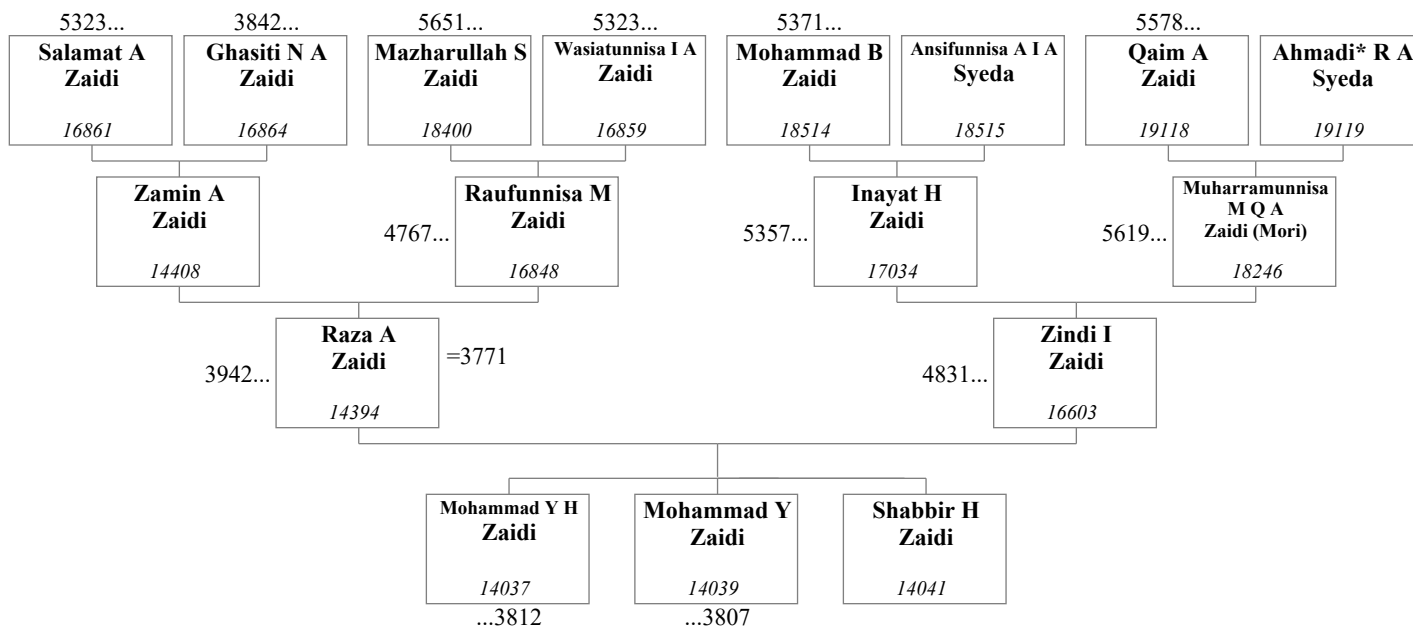 5323... 3842... 5651... 5323... 5371... 5578...
Salamat A Zaidi 16861
Ghasiti N A Zaidi 16864
Mazharullah S Zaidi 18400
Wasiatunnisa I A Zaidi 16859
Mohammad B Zaidi 18514
Ansifunnisa A I A Syeda 18515
Qaim A Zaidi 19118
Ahmadi* R A Syeda 19119
Zamin A Zaidi 14408
4767... Raufunnisa M Zaidi 16848
5357... Inayat H Zaidi 17034
5619... Muharramunnisa M Q A Zaidi (Mori) 18246
3942... Raza A Zaidi 14394 =3771
4831... Zindi I Zaidi 16603
Mohammad Y H Zaidi 14037 ...3812
Mohammad Y Zaidi 14039 ...3807
Shabbir H Zaidi 14041